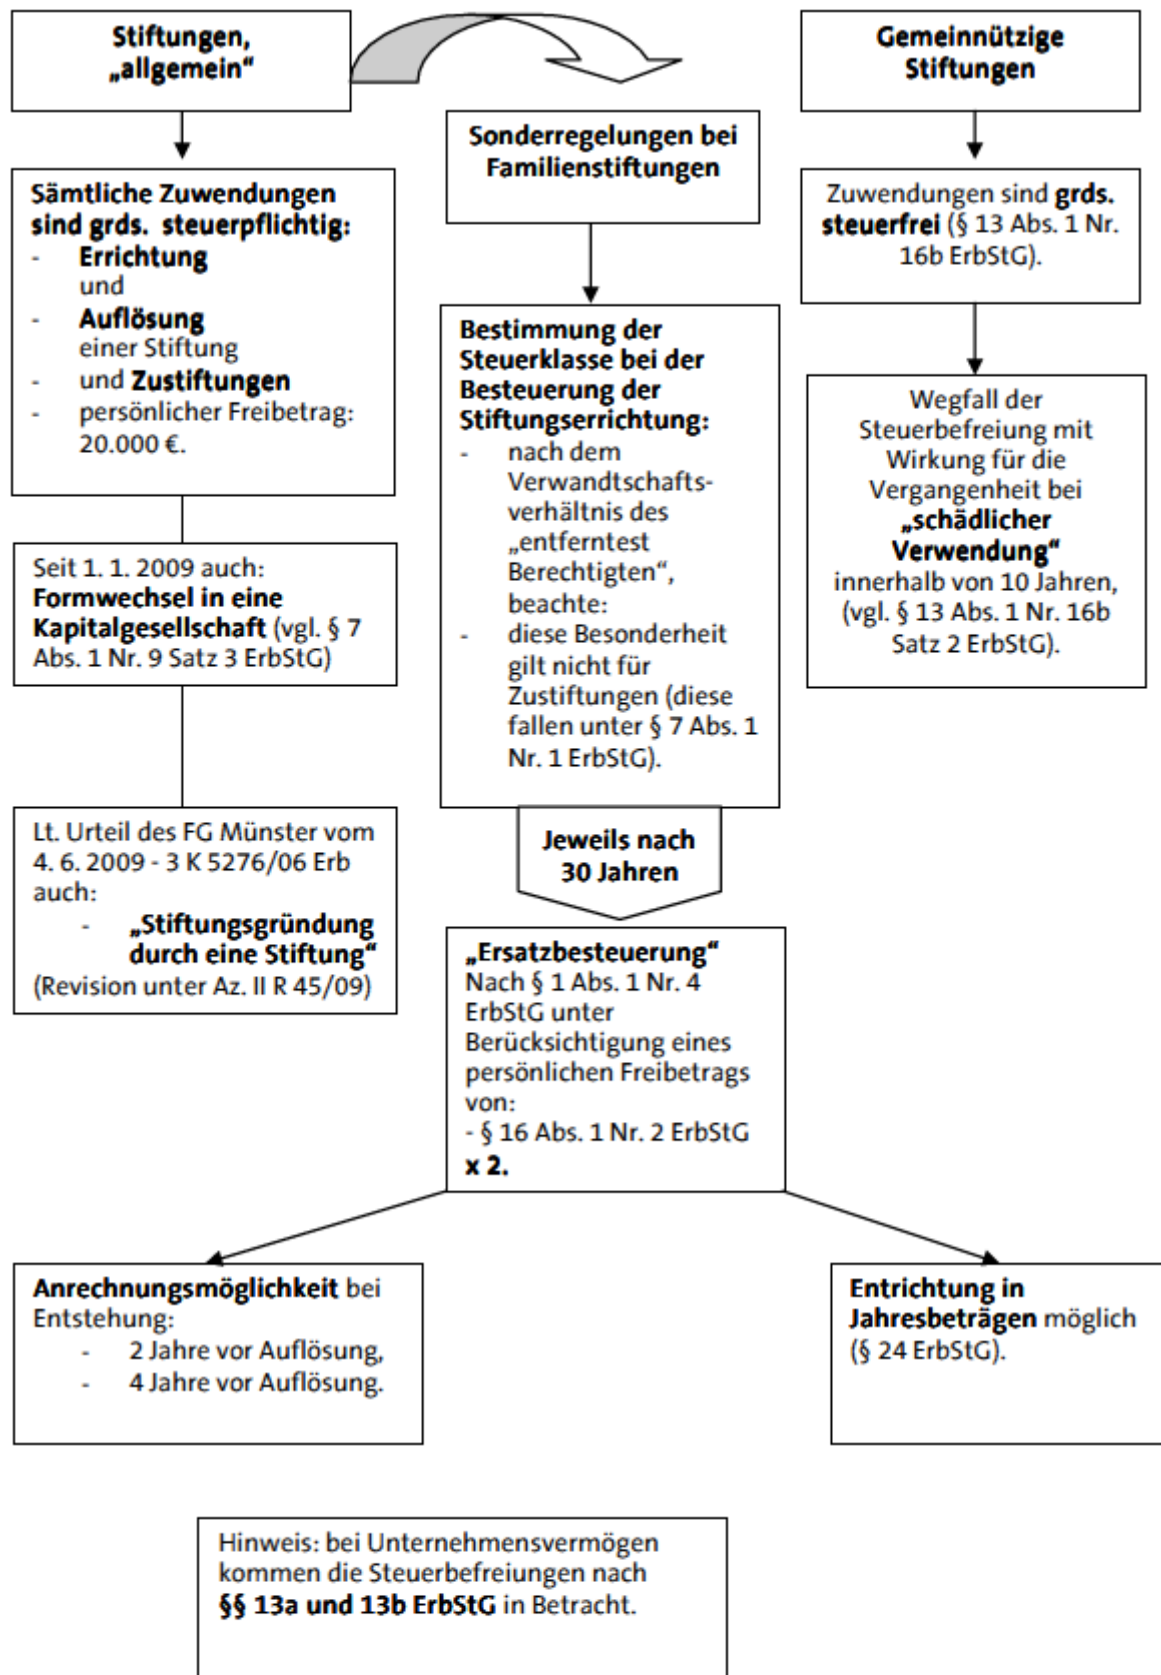 Stiftungen,
„allgemein“
Sämtliche Zuwendungen
sind grds. steuerpflichtig:
- Errichtung
und
- Auflösung
einer Stiftung
- und Zustiftungen
- persönlicher Freibetrag:
20.000 €.
Seit 1. 1. 2009 auch:
Formwechsel in eine
Kapitalgesellschaft (vgl. § 7
Abs. 1 Nr. 9 Satz 3 ErbStG)
Lt. Urteil des FG Münster vom
4. 6. 2009 - 3 K 5276/06 Erb
auch:
- „Stiftungsgründung
durch eine Stiftung“
(Revision unter Az. II R 45/09)
Sonderregelungen bei
Familienstiftungen
Bestimmung der
Steuerklasse bei der
Besteuerung der
Stiftungserrichtung:
- nach dem
Verwandtschafts-
verhältnis des
„entferntest
Berechtigten“,
beachte:
- diese Besonderheit
gilt nicht für
Zustiftungen (diese
fallen unter § 7 Abs. 1
Nr. 1 ErbStG).
Jeweils nach
30 Jahren
„Ersatzbesteuerung“
Nach § 1 Abs. 1 Nr. 4
ErbStG unter
Berücksichtigung eines
persönlichen Freibetrags
von:
- § 16 Abs. 1 Nr. 2 ErbStG
x 2.
Gemeinnützige
Stiftungen
Zuwendungen sind grds.
steuerfrei (§ 13 Abs. 1 Nr.
16b ErbStG).
Wegfall der
Steuerbefreiung mit
Wirkung für die
Vergangenheit bei
„schädlicher
Verwendung“
innerhalb von 10 Jahren,
(vgl. § 13 Abs. 1 Nr. 16b
Satz 2 ErbStG).
Anrechnungsmöglichkeit bei
Entstehung:
- 2 Jahre vor Auflösung,
- 4 Jahre vor Auflösung.
Entrichtung in
Jahresbeträgen möglich
(§ 24 ErbStG).
Hinweis: bei Unternehmensvermögen
kommen die Steuerbefreiungen nach
§§ 13a und 13b ErbStG in Betracht.